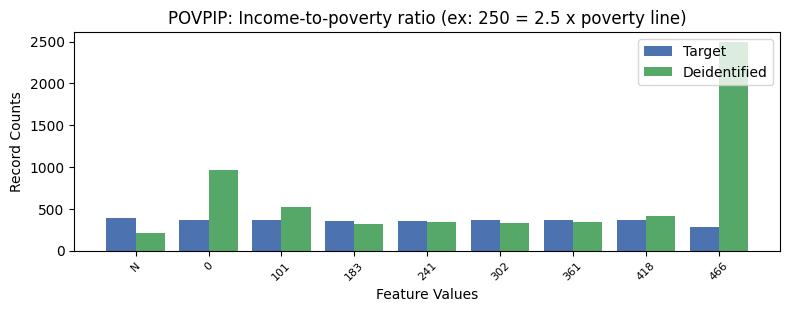 POVPIP: Income-to-poverty ratio (ex: 250 = 2.5 x poverty line)
Target
Deidentified
Record Counts
2500
2000
1500
1000
500
0
N
0
101
183
241
302
361
418
466
Feature Values